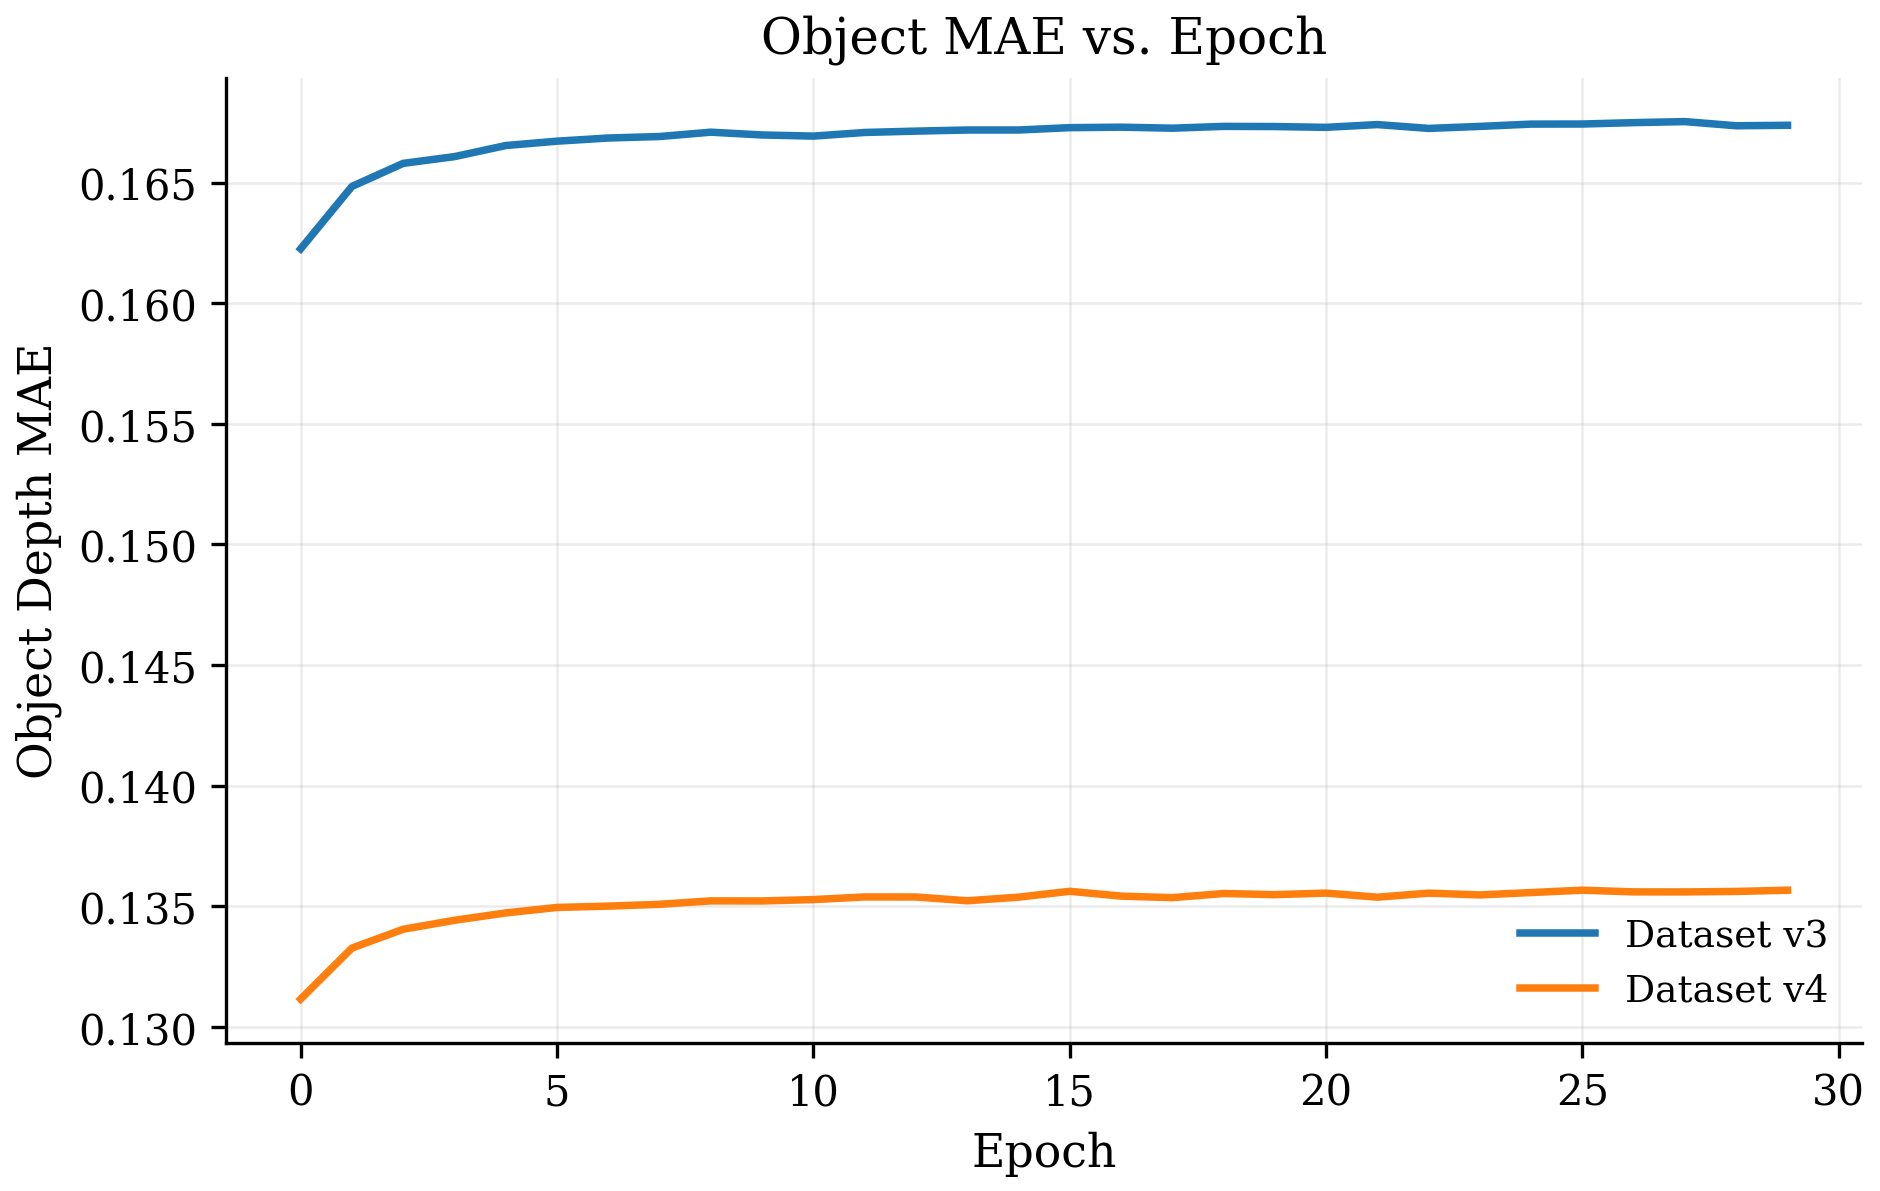 Object MAE vs. Epoch
Object Depth MAE
0.165
0.160
0.155
0.150
0.145
0.140
0.135
0.130
Dataset v3
Dataset v4
0 5 10 15 20 25 30
Epoch